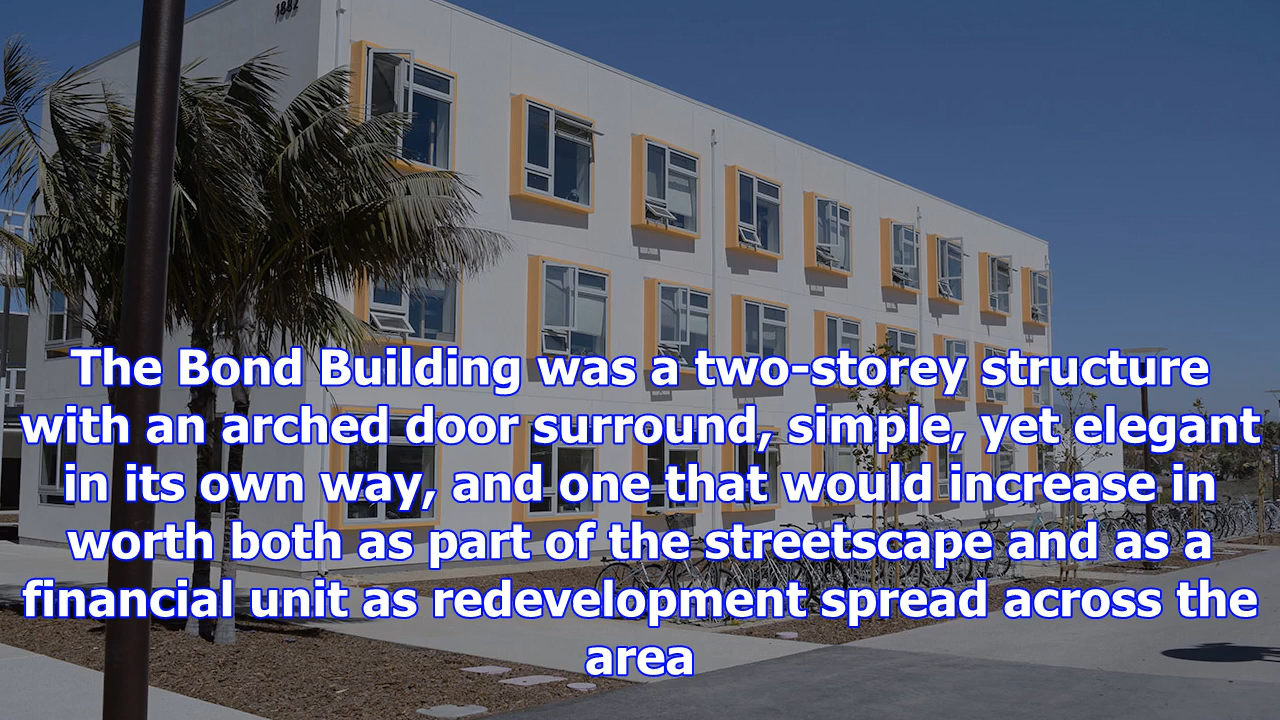 1882
The Bond Building was a two-storey structure
with an arched door surround, simple, yet elegant
in its own way, and one that would increase in
worth both as part of the streetscape and as a
financial unit as redevelopment spread across the
area